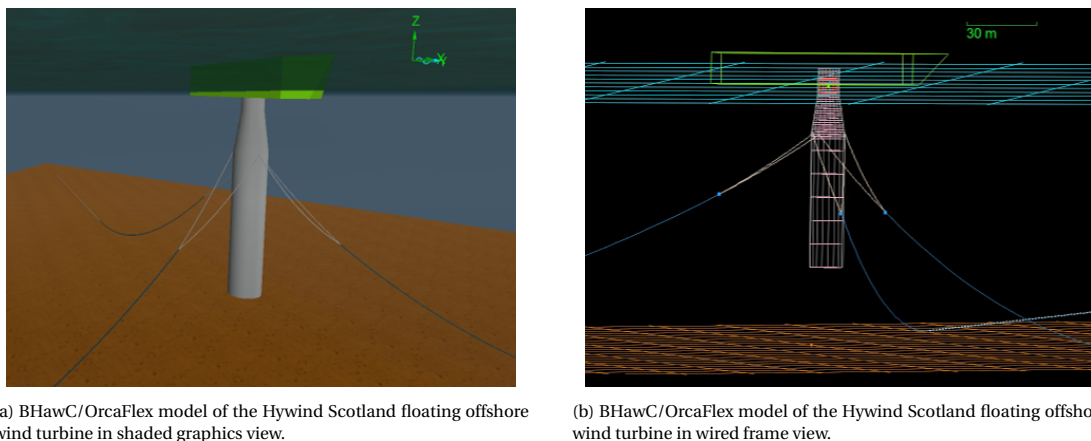 Z
Y
30 m
a) BHawC/OrcaFlex model of the Hywind Scotland floating offshore
wind turbine in shaded graphics view.
(b) BHawC/OrcaFlex model of the Hywind Scotland floating offsho
wind turbine in wired frame view.